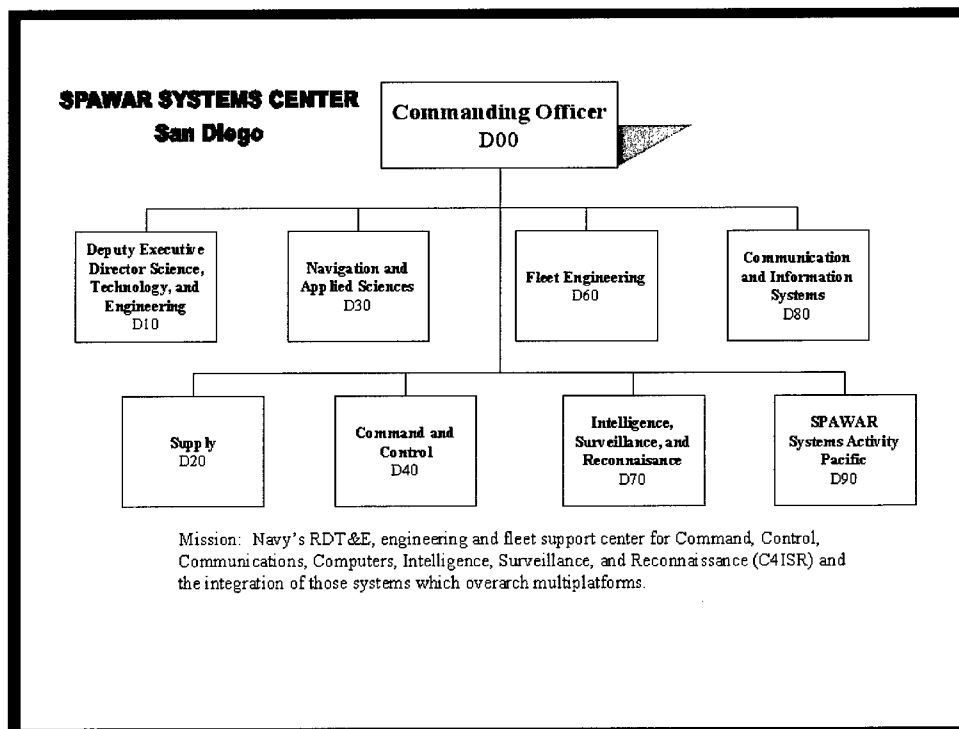 SPAWAR SYSTEMS CENTER
San Diego
Commanding Officer
D00
Deputy Executive
Director Science,
Technology, and
Engineering
D10
Navigation and
Applied Sciences
D30
Fleet Engineering
D60
Communication
and Information
Systems
D80
Supply
D20
Command and
Control
D40
Intelligence,
Surveillance, and
Reconnaisance
D70
SPAWAR
Systems Activity
Pacific
D90
Mission: Navy's RDT&E, engineering and fleet support center for Command, Control,
Communications, Computers, Intelligence, Surveillance, and Reconnaissance (C4ISR) and
the integration of those systems which overarch multiplatforms.